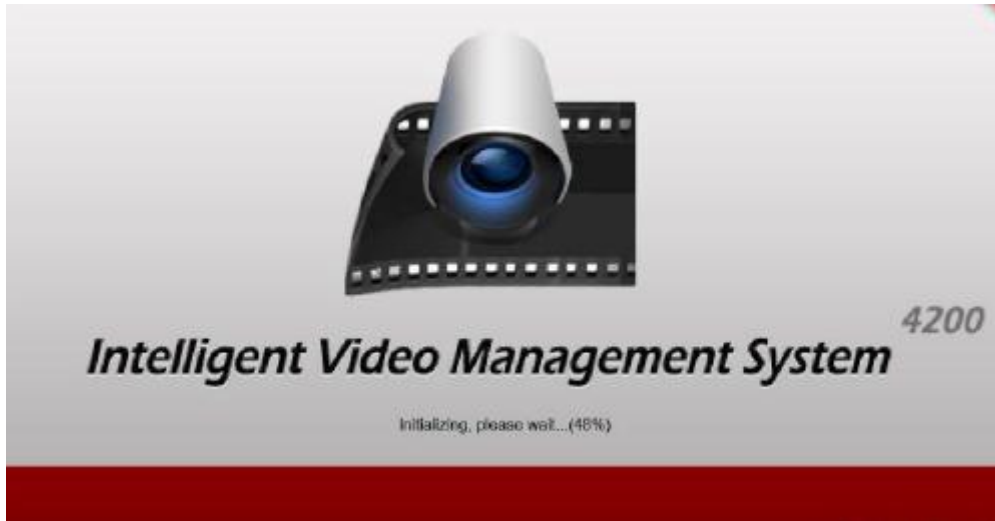 4200
Intelligent Video Management System
Initializing, please wait...(48%)